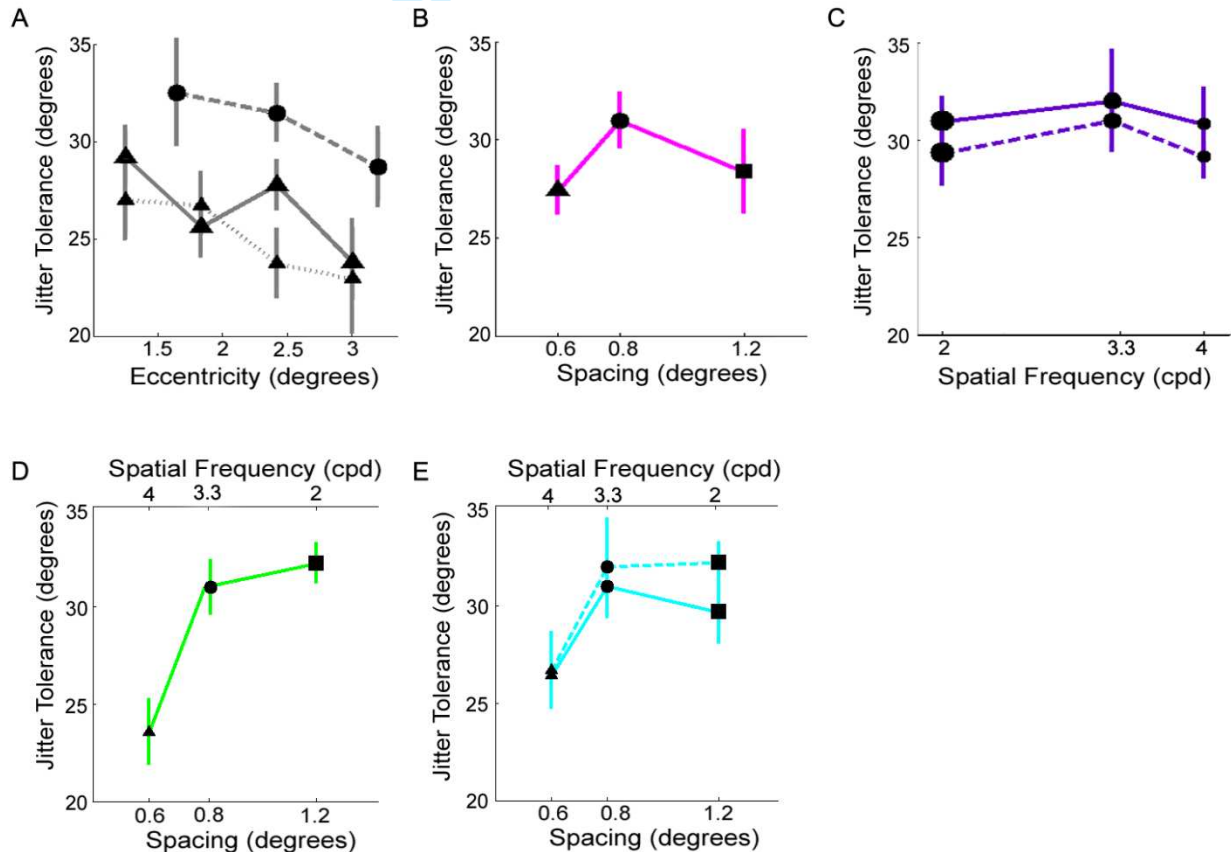 A
35
30
25
20
Jitter Tolerance (degrees)
1.5 2 2.5 3
Eccentricity (degrees)
B
35
30
25
20
Jitter Tolerance (degrees)
0.6 0.8 1.2
Spacing (degrees)
C
35
30
25
20
Jitter Tolerance (degrees)
2 3.3 4
Spatial Frequency (cpd)
D
Spatial Frequency (cpd)
4 3.3 2
35
30
25
20
Jitter Tolerance (degrees)
0.6 0.8 1.2
Spacing (degrees)
E
Spatial Frequency (cpd)
4 3.3 2
35
30
25
20
Jitter Tolerance (degrees)
0.6 0.8 1.2
Spacing (degrees)